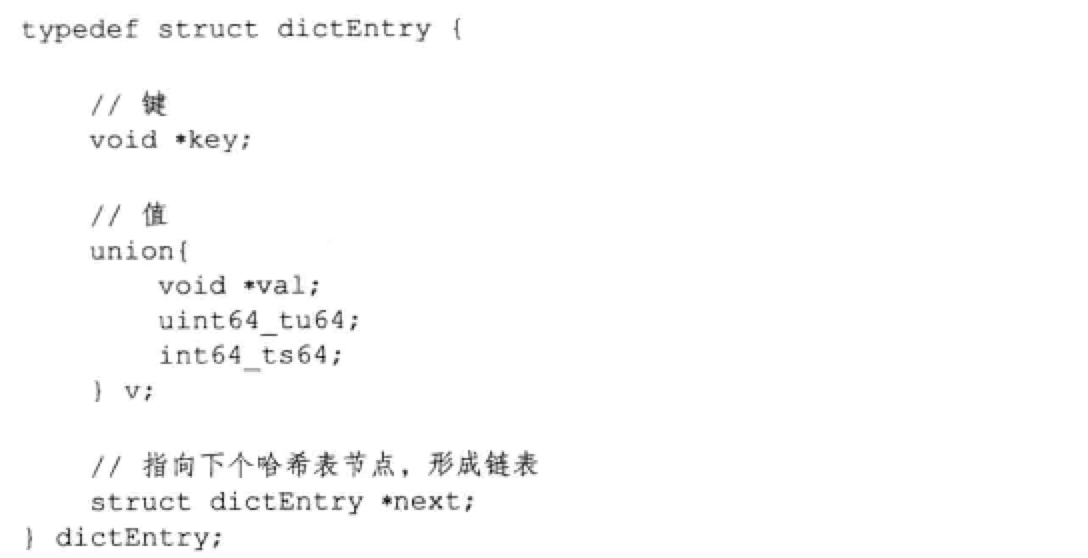 typedef struct dictEntry {
// 键
void *key;
// 值
union{
void *val;
uint64_tu64;
int64_ts64;
} v;
// 指向下个哈希表节点，形成链表
struct dictEntry *next;
} dictEntry;